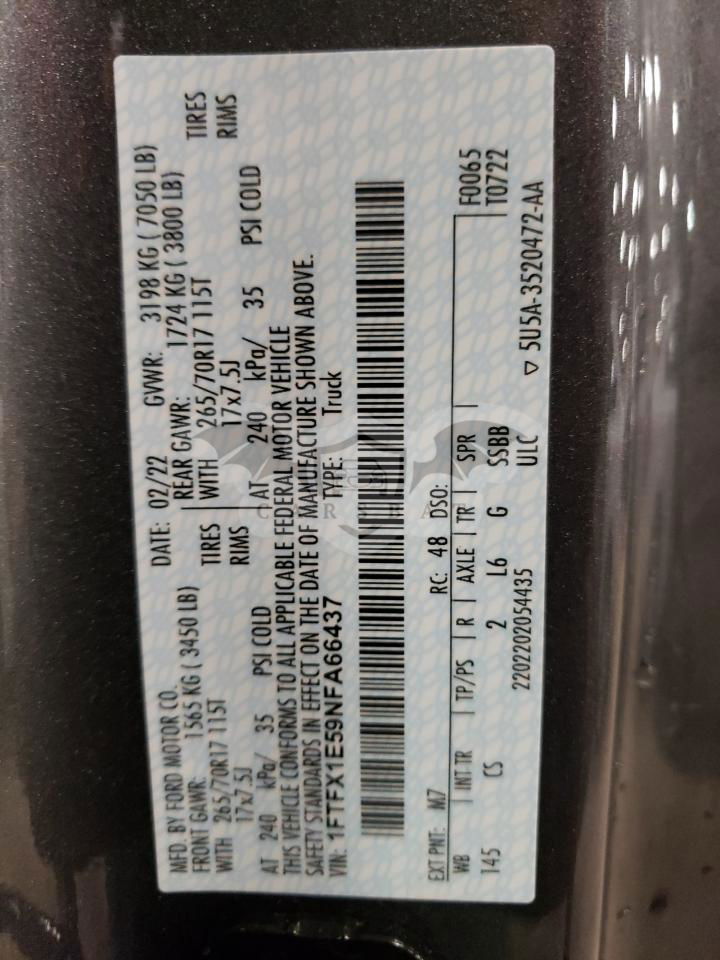 MFD. BY FORD MOTOR CO. DATE: 02/22 GVWR: 3198 KG ( 7050 LB)
FRONT GAWR: 1565 KG ( 3450 LB) REAR GAWR: 1724 KG ( 3800 LB)
WITH 265/70R17 115T TIRES WITH 265/70R17 115T TIRES
17x7.5J RIMS 17x7.5J RIMS
AT 240 kPa/ 35 PSI COLD AT 240 kPa/ 35 PSI COLD
THIS VEHICLE CONFORMS TO ALL APPLICABLE FEDERAL MOTOR VEHICLE
SAFETY STANDARDS IN EFFECT ON THE DATE OF MANUFACTURE SHOWN ABOVE.
VIN: 1FTFX1E59NFA66437 TYPE: Truck
CARSBA
EXT PNT: M7 RC: 48 DSO: F0065
WB INT TR TP/PS R AXLE TR SPR T0722
145 CS 2 L6 G SSBB
2202202054435 ULC ▽ 5U5A-3520472-AA